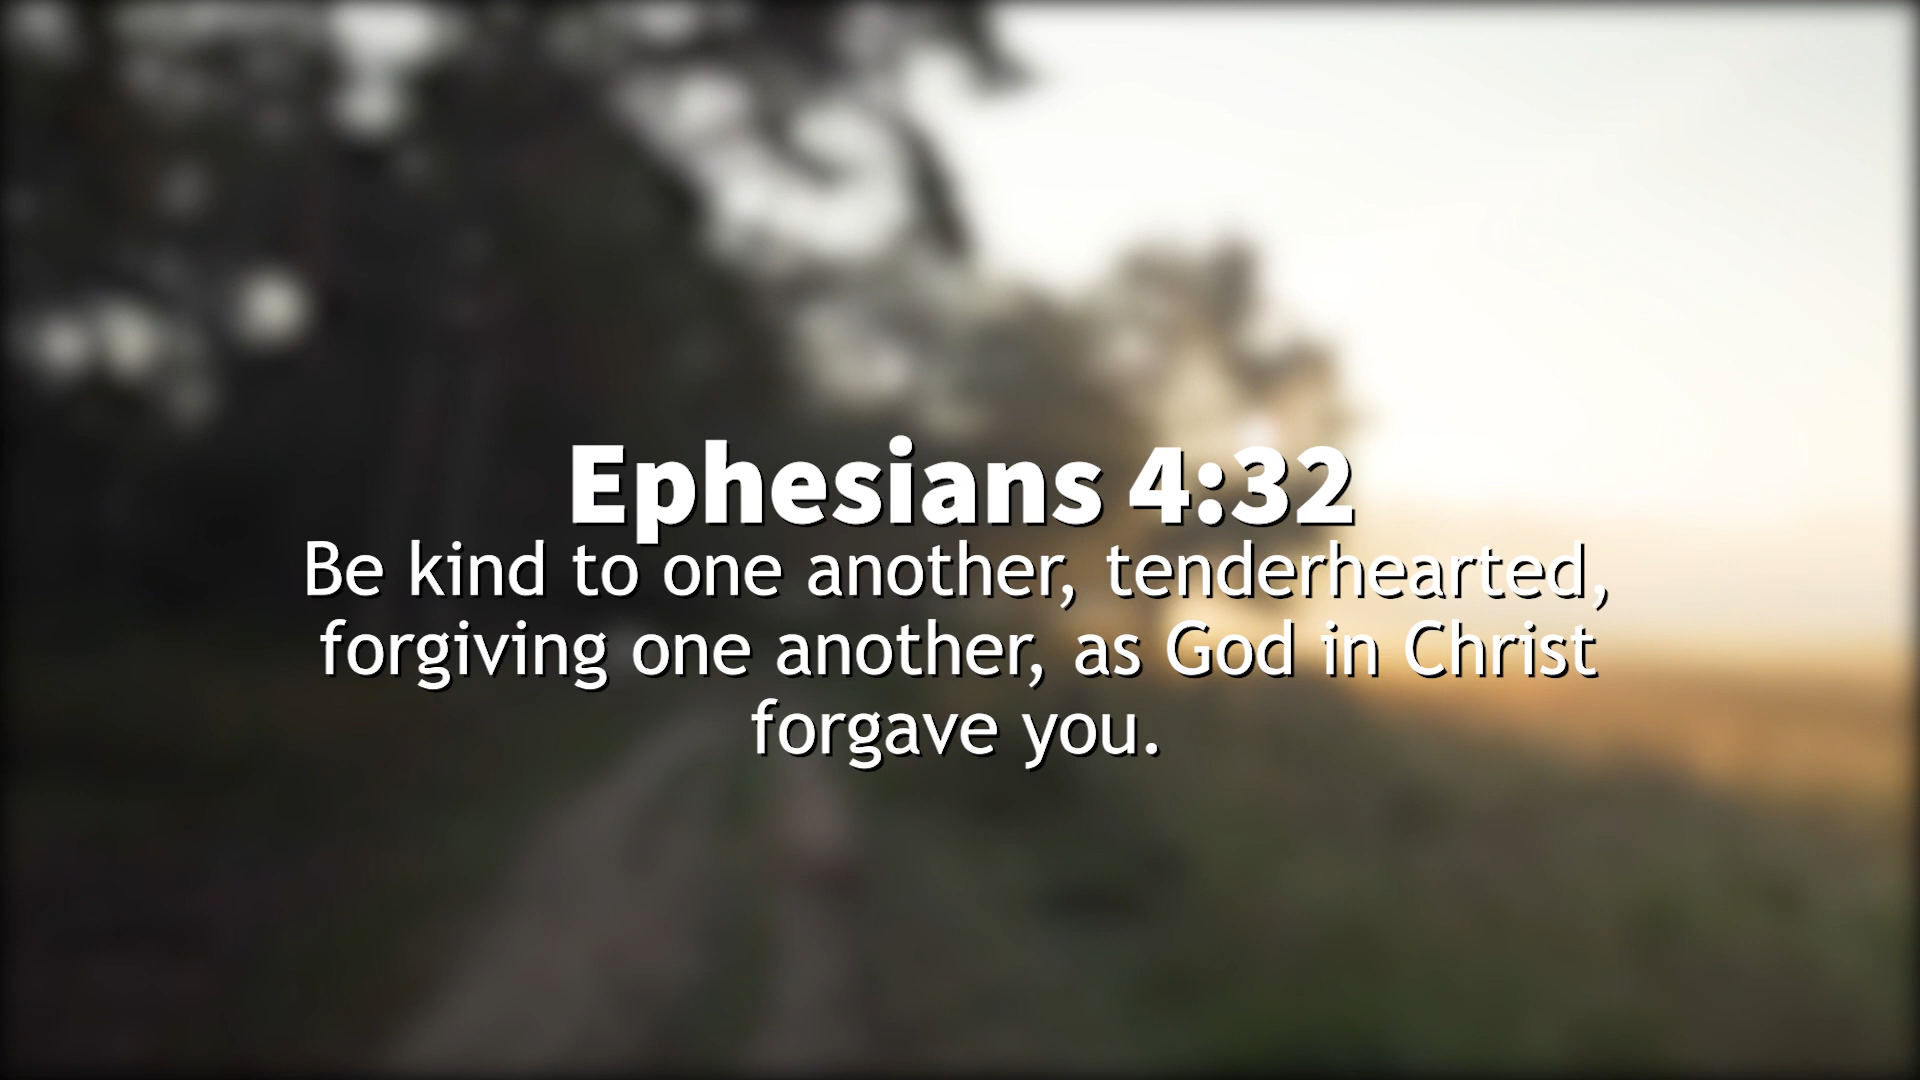 Ephesians 4:32
Be kind to one another, tenderhearted,
forgiving one another, as God in Christ
forgave you.